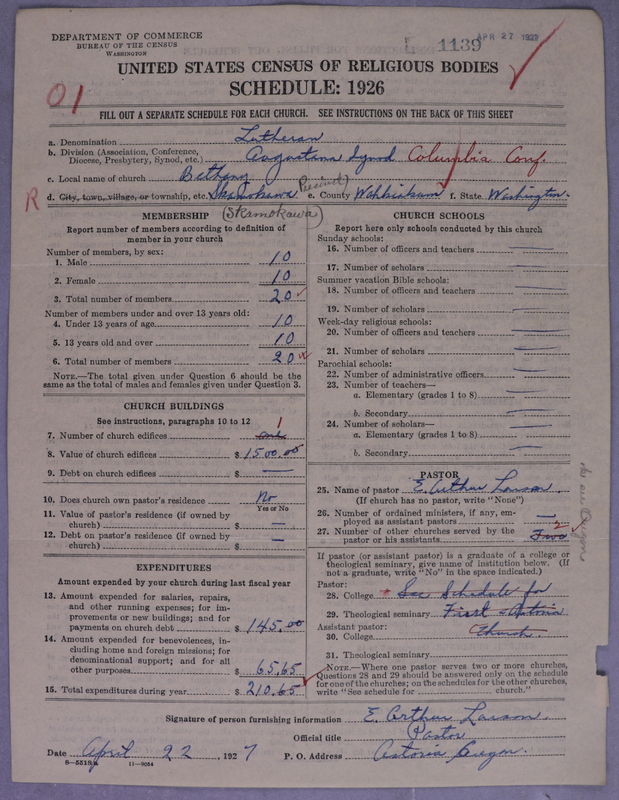 DEPARTMENT OF COMMERCE
BUREAU OF THE CENSUS
WASHINGTON
1139
APR 27 1927
UNITED STATES CENSUS OF RELIGIOUS BODIES
SCHEDULE: 1926
01
FILL OUT A SEPARATE SCHEDULE FOR EACH CHURCH. SEE INSTRUCTIONS ON THE BACK OF THIS SHEET
a. Denomination Lutheran
b. Division (Association, Conference, Diocese, Presbytery, Synod, etc.) Augustana Synod Columbia Conf.
c. Local name of church Bethany
R d. City, town, village, or township, etc. Skamokawa Precinct e. County Wahkiakum f. State Washington.
(Skamokawa)
MEMBERSHIP
Report number of members according to definition of
member in your church
Number of members, by sex:
1. Male 10
2. Female 10
3. Total number of members 20
Number of members under and over 13 years old:
4. Under 13 years of age 10
5. 13 years old and over 10
6. Total number of members 20
NOTE.—The total given under Question 6 should be
the same as the total of males and females given under Question 3.
CHURCH BUILDINGS
See instructions, paragraphs 10 to 12
7. Number of church edifices one 1
8. Value of church edifices $ 1500.00
9. Debt on church edifices $ —
10. Does church own pastor's residence? No
Yes or No
11. Value of pastor's residence (if owned by
church) $ —
12. Debt on pastor's residence (if owned by
church) $ —
EXPENDITURES
Amount expended by your church during last fiscal year
13. Amount expended for salaries, repairs,
and other running expenses; for im-
provements or new buildings; and for
payments on church debt $ 145.00
14. Amount expended for benevolences, in-
cluding home and foreign missions; for
denominational support; and for all
other purposes $ 65.65
15. Total expenditures during year $ 210.65
CHURCH SCHOOLS
Report here only schools conducted by this church
Sunday schools:
16. Number of officers and teachers —
17. Number of scholars —
Summer vacation Bible schools:
18. Number of officers and teachers —
19. Number of scholars —
Week-day religious schools:
20. Number of officers and teachers —
21. Number of scholars —
Parochial schools:
22. Number of administrative officers —
23. Number of teachers—
a. Elementary (grades 1 to 8) —
b. Secondary —
24. Number of scholars—
a. Elementary (grades 1 to 8) —
b. Secondary —
PASTOR
25. Name of pastor E. Arthur Larson.
(If church has no pastor, write "None")
26. Number of ordained ministers, if any, em-
ployed as assistant pastors —
27. Number of other churches served by the
pastor or his assistants Two 2
If pastor (or assistant pastor) is a graduate of a college or
theological seminary, give name of institution below. (If
not a graduate, write "No" in the space indicated.)
Pastor:
28. College * See Schedule for
29. Theological seminary First - Astoria
Assistant pastor:
30. College Church.
31. Theological seminary
NOTE.—Where one pastor serves two or more churches,
Questions 28 and 29 should be answered only on the schedule
for one of the churches; on the schedules for the other churches,
write "See schedule for church."
Signature of person furnishing information E. Arthur Larson.
Official title Pastor
Date April 22, 1927 P. O. Address Astoria Oregon.
8—5518a 11—9054